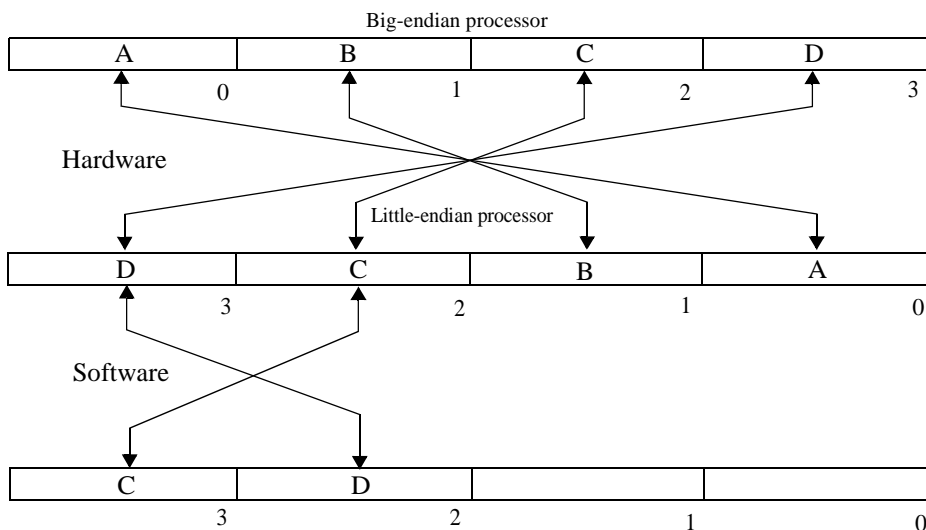 Big-endian processor
A B C D
0 1 2 3
Hardware
Little-endian processor
D C B A
3 2 1 0
Software
C D
3 2 1 0